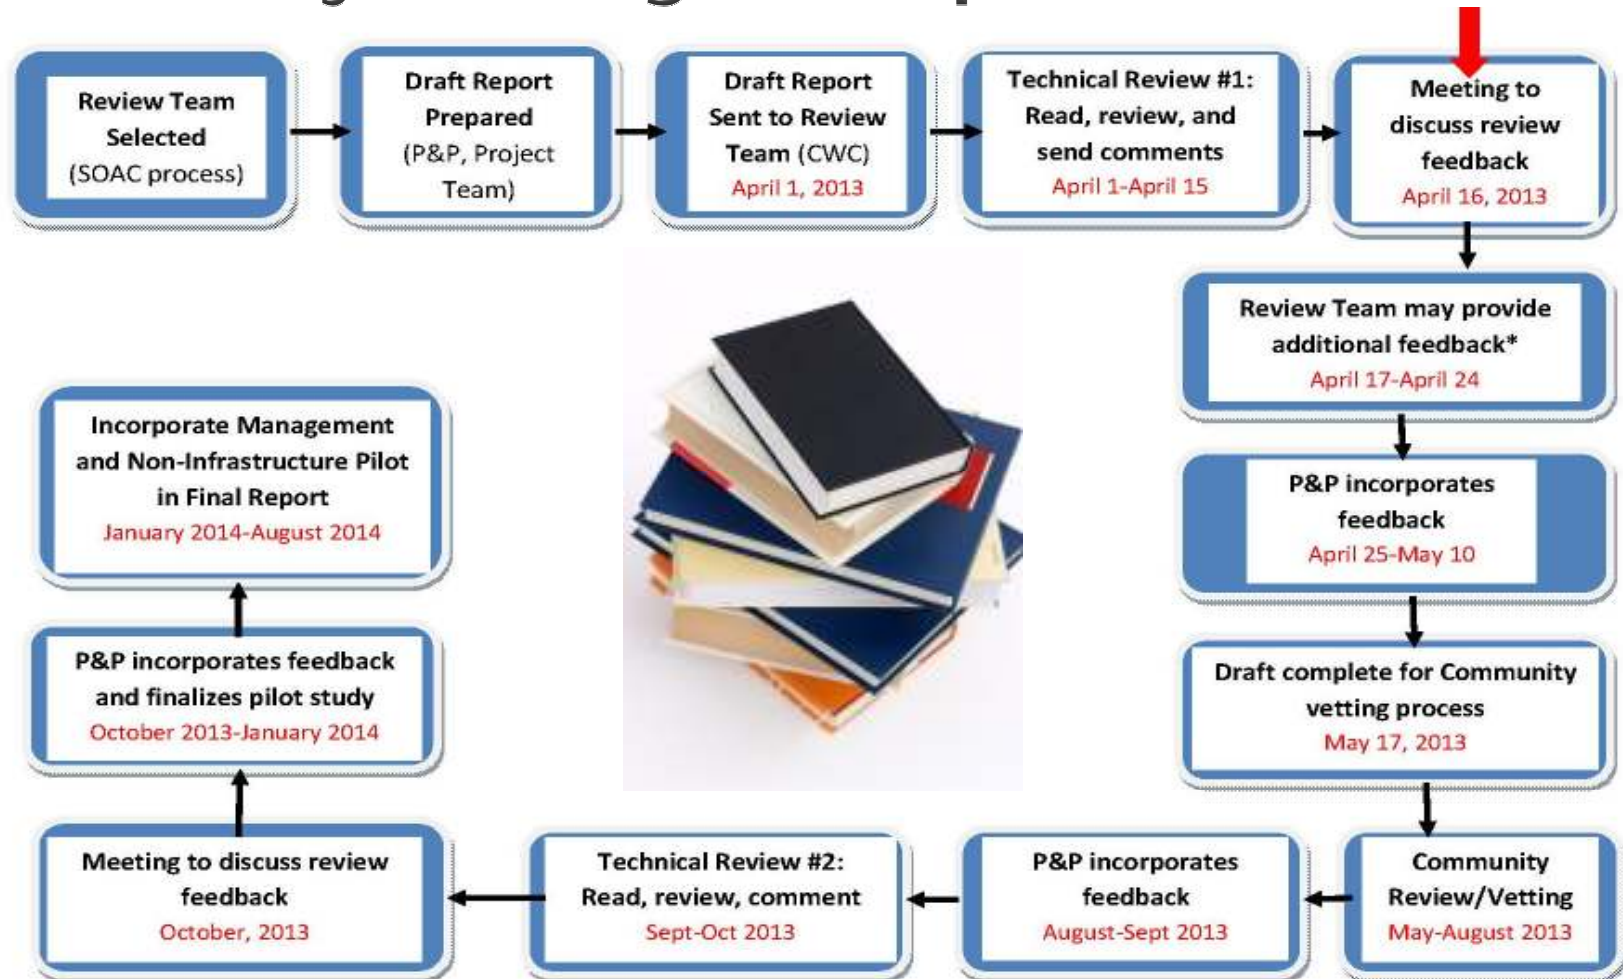 Review Team
Selected
(SOAC process)
Draft Report
Prepared
(P&P, Project
Team)
Draft Report
Sent to Review
Team (CWC)
April 1, 2013
Technical Review #1:
Read, review, and
send comments
April 1-April 15
Meeting to
discuss review
feedback
April 16, 2013
Review Team may provide
additional feedback*
April 17-April 24
P&P incorporates
feedback
April 25-May 10
Draft complete for Community
vetting process
May 17, 2013
Community
Review/Vetting
May-August 2013
P&P incorporates
feedback
August-Sept 2013
Technical Review #2:
Read, review, comment
Sept-Oct 2013
Meeting to discuss review
feedback
October, 2013
P&P incorporates feedback
and finalizes pilot study
October 2013-January 2014
Incorporate Management
and Non-Infrastructure Pilot
in Final Report
January 2014-August 2014